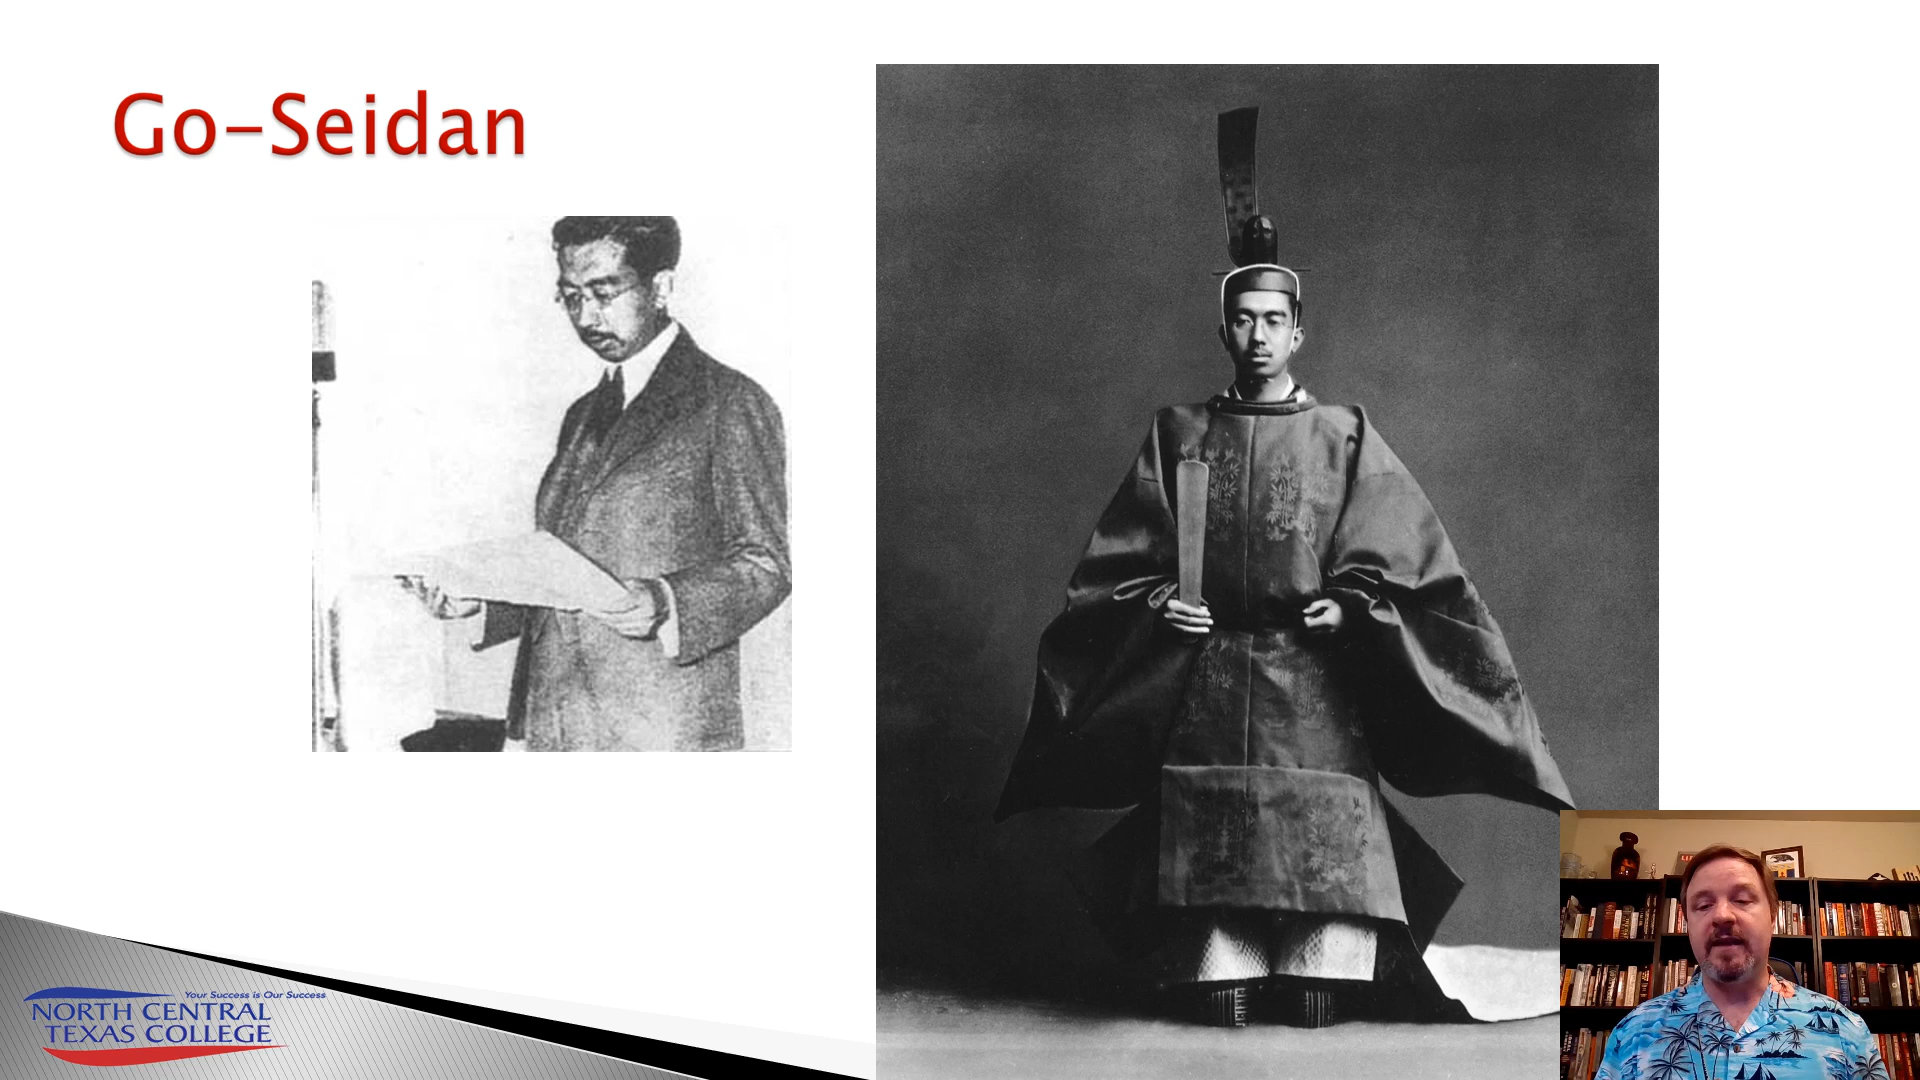 Go-Seidan
Your Success is Our Success
NORTH CENTRAL
TEXAS COLLEGE